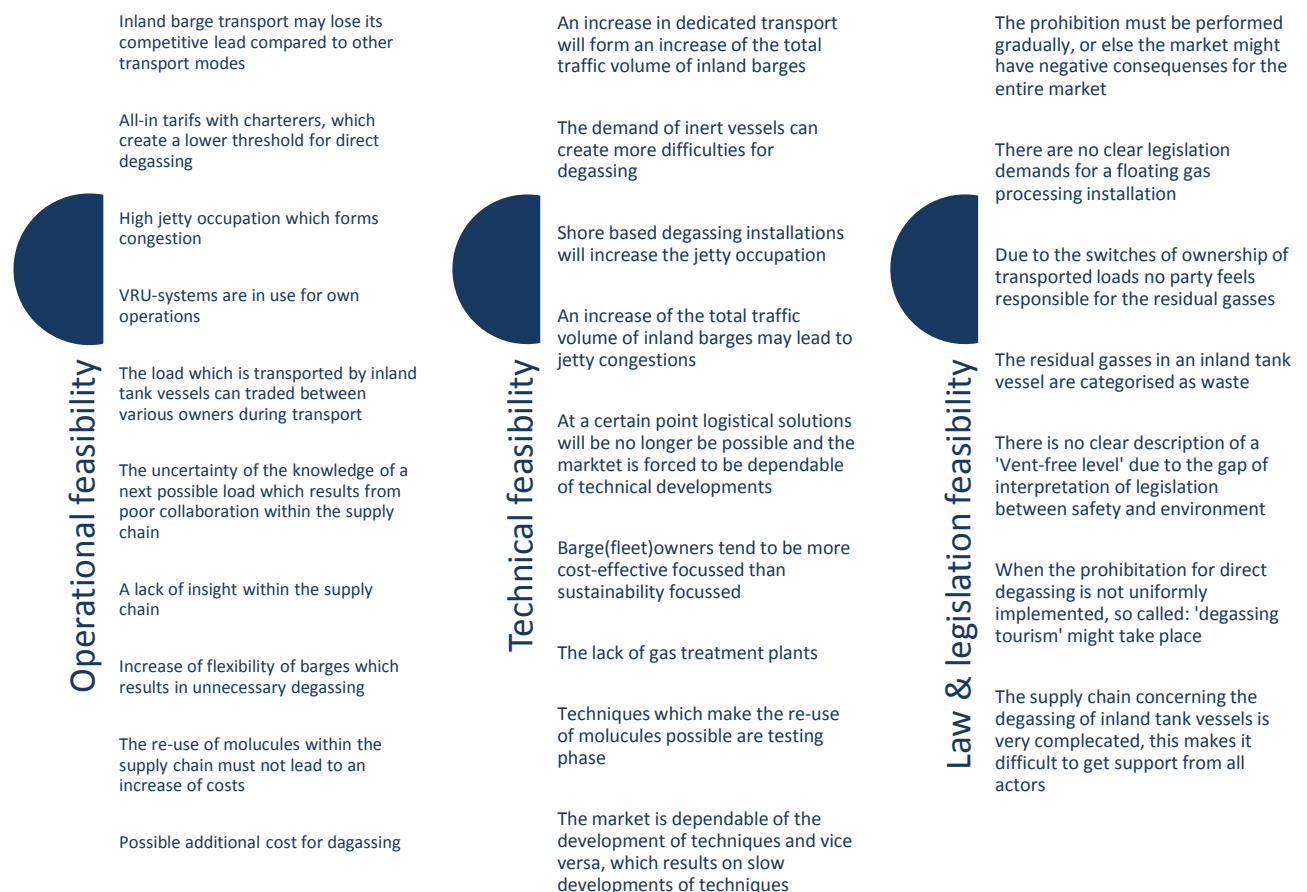 Operational feasibility
Inland barge transport may lose its
competitive lead compared to other
transport modes
All-in tarifs with charterers, which
create a lower threshold for direct
degassing
High jetty occupation which forms
congestion
VRU-systems are in use for own
operations
The load which is transported by inland
tank vessels can traded between
various owners during transport
The uncertainty of the knowledge of a
next possible load which results from
poor collaboration within the supply
chain
A lack of insight within the supply
chain
Increase of flexibility of barges which
results in unnecessary degassing
The re-use of molucules within the
supply chain must not lead to an
increase of costs
Possible additional cost for dagassing
Technical feasibility
An increase in dedicated transport
will form an increase of the total
traffic volume of inland barges
The demand of inert vessels can
create more difficulties for
degassing
Shore based degassing installations
will increase the jetty occupation
An increase of the total traffic
volume of inland barges may lead to
jetty congestions
At a certain point logistical solutions
will be no longer be possible and the
marktet is forced to be dependable
of technical developments
Barge(fleet)owners tend to be more
cost-effective focussed than
sustainability focussed
The lack of gas treatment plants
Techniques which make the re-use
of molucules possible are testing
phase
The market is dependable of the
development of techniques and vice
versa, which results on slow
developments of techniques
Law & legislation feasibility
The prohibition must be performed
gradually, or else the market might
have negative consequenses for the
entire market
There are no clear legislation
demands for a floating gas
processing installation
Due to the switches of ownership of
transported loads no party feels
responsible for the residual gasses
The residual gasses in an inland tank
vessel are categorised as waste
There is no clear description of a
'Vent-free level' due to the gap of
interpretation of legislation
between safety and environment
When the prohibitation for direct
degassing is not uniformly
implemented, so called: 'degassing
tourism' might take place
The supply chain concerning the
degassing of inland tank vessels is
very complecated, this makes it
difficult to get support from all
actors